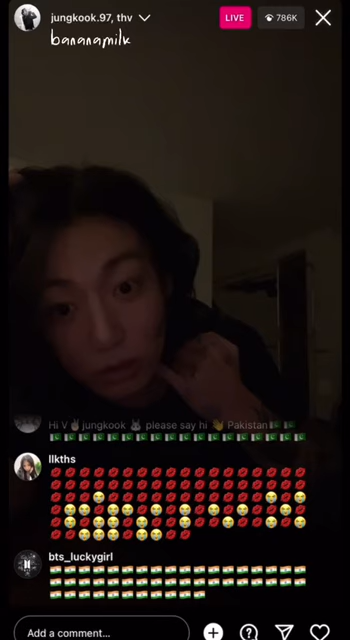 jungkook.97, thv
LIVE
786K
bananamilk
Hi V✌️jungkook 🐰 please say hi 👋 Pakistan🇵🇰 🇵🇰
🇵🇰🇵🇰🇵🇰🇵🇰🇵🇰🇵🇰🇵🇰🇵🇰🇵🇰🇵🇰🇵🇰🇵🇰🇵🇰🇵🇰🇵🇰🇵🇰🇵🇰🇵🇰
llkths
bts_luckygirl
Add a comment...